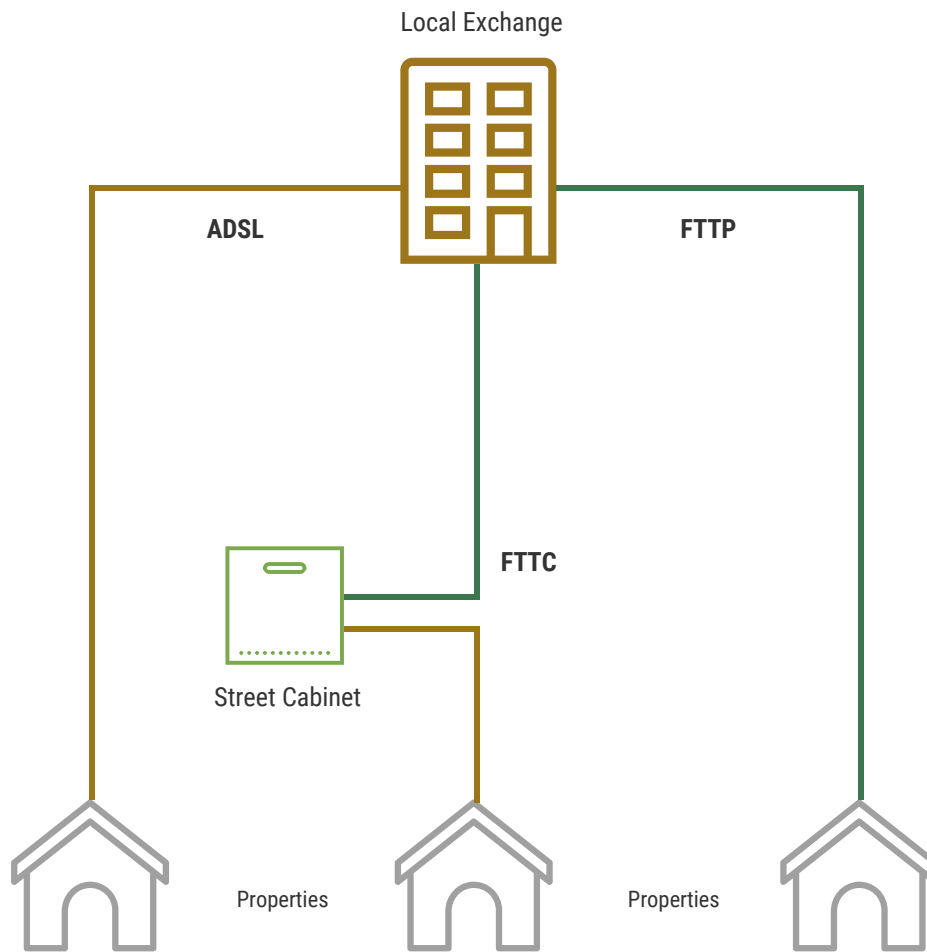 Local Exchange
ADSL
FTTP
FTTC
Street Cabinet
Properties
Properties